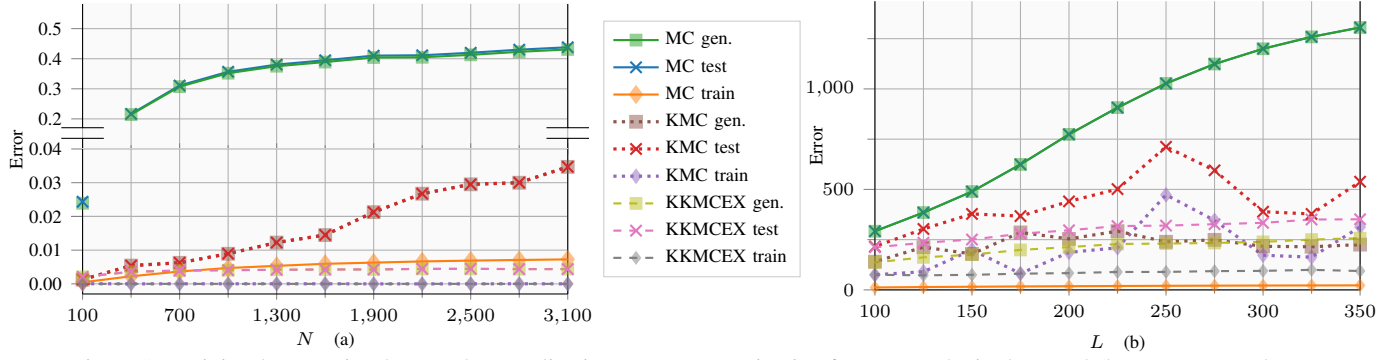 0.5
0.4
0.3
0.2
0.04
0.03
0.02
0.01
0.00
Error
100
700
1,300
1,900
2,500
3,100
N (a)
MC gen.
MC test
MC train
KMC gen.
KMC test
KMC train
KKMCEX gen.
KKMCEX test
KKMCEX train
1,000
500
0
Error
100
150
200
250
300
350
L (b)